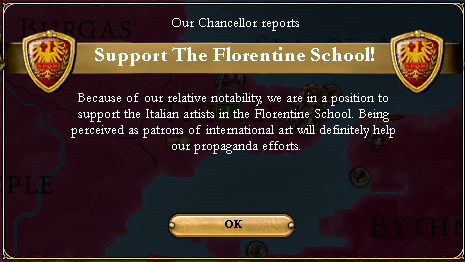 BURGAS
Our Chancellor reports
Support The Florentine School!
Because of our relative notability, we are in a position to
support the Italian artists in the Florentine School. Being
perceived as patrons of international art will definitely help
our propaganda efforts.
PLE
OK
BYTHN